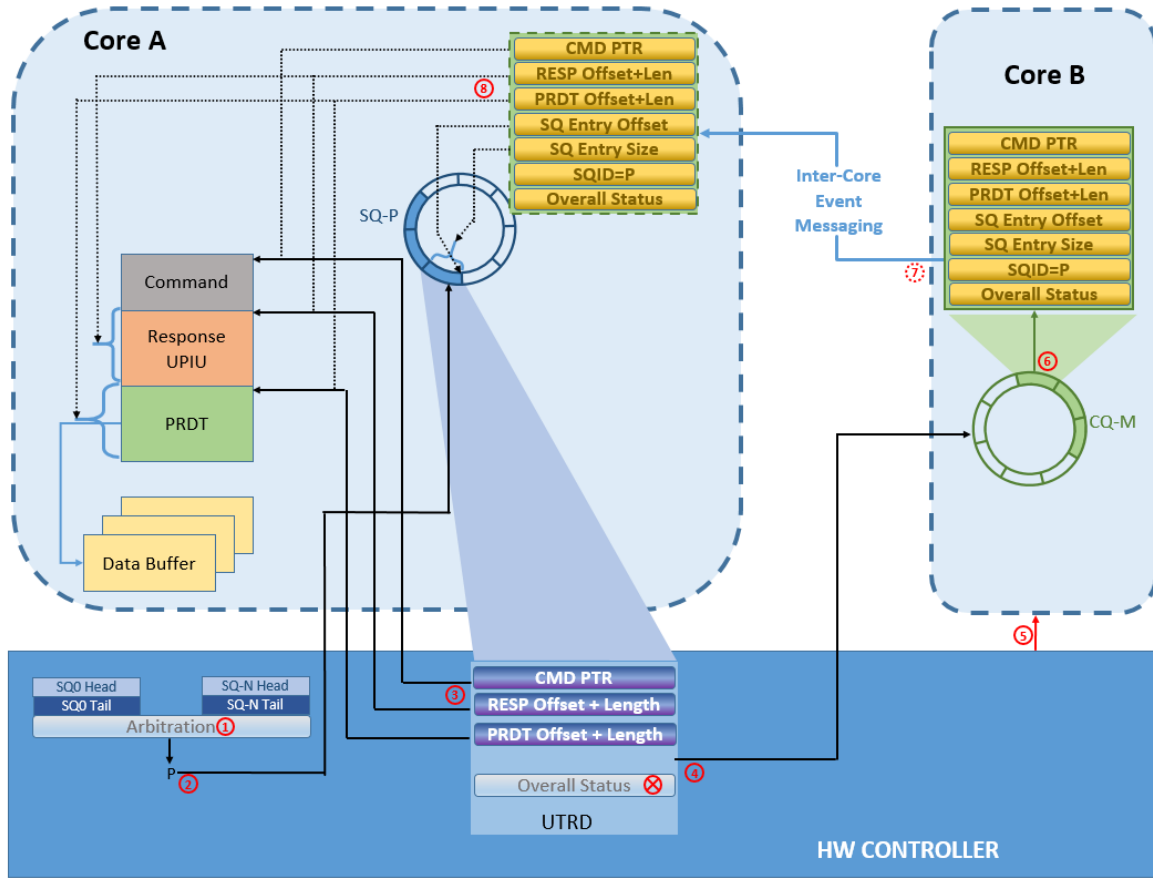 Core A
CMD PTR
RESP Offset+Len
PRDT Offset+Len
SQ Entry Offset
SQ Entry Size
SQID=P
Overall Status
8
SQ-P
Command
Response
UPIU
PRDT
Data Buffer
Inter-Core
Event
Messaging
7
Core B
CMD PTR
RESP Offset+Len
PRDT Offset+Len
SQ Entry Offset
SQ Entry Size
SQID=P
Overall Status
6
CQ-M
5
SQ0 Head
SQ0 Tail
SQ-N Head
SQ-N Tail
Arbitration 1
P 2
3
CMD PTR
RESP Offset + Length
PRDT Offset + Length
4
Overall Status
UTRD
HW CONTROLLER